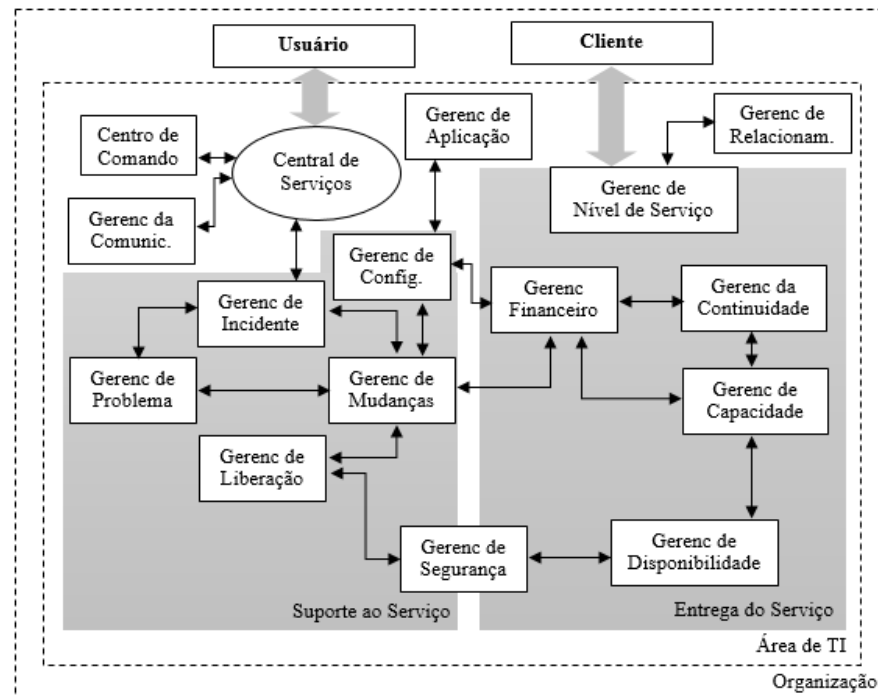 Usuário
Cliente
Centro de
Comando
Central de
Serviços
Gerenc de
Aplicação
Gerenc de
Relacionam.
Gerenc da
Comunic.
Gerenc de
Nível de Serviço
Gerenc de
Config.
Gerenc de
Incidente
Gerenc
Financeiro
Gerenc da
Continuidade
Gerenc de
Problema
Gerenc de
Mudanças
Gerenc de
Capacidade
Gerenc de
Liberação
Gerenc de
Segurança
Gerenc de
Disponibilidade
Suporte ao Serviço
Entrega do Serviço
Área de TI
Organização